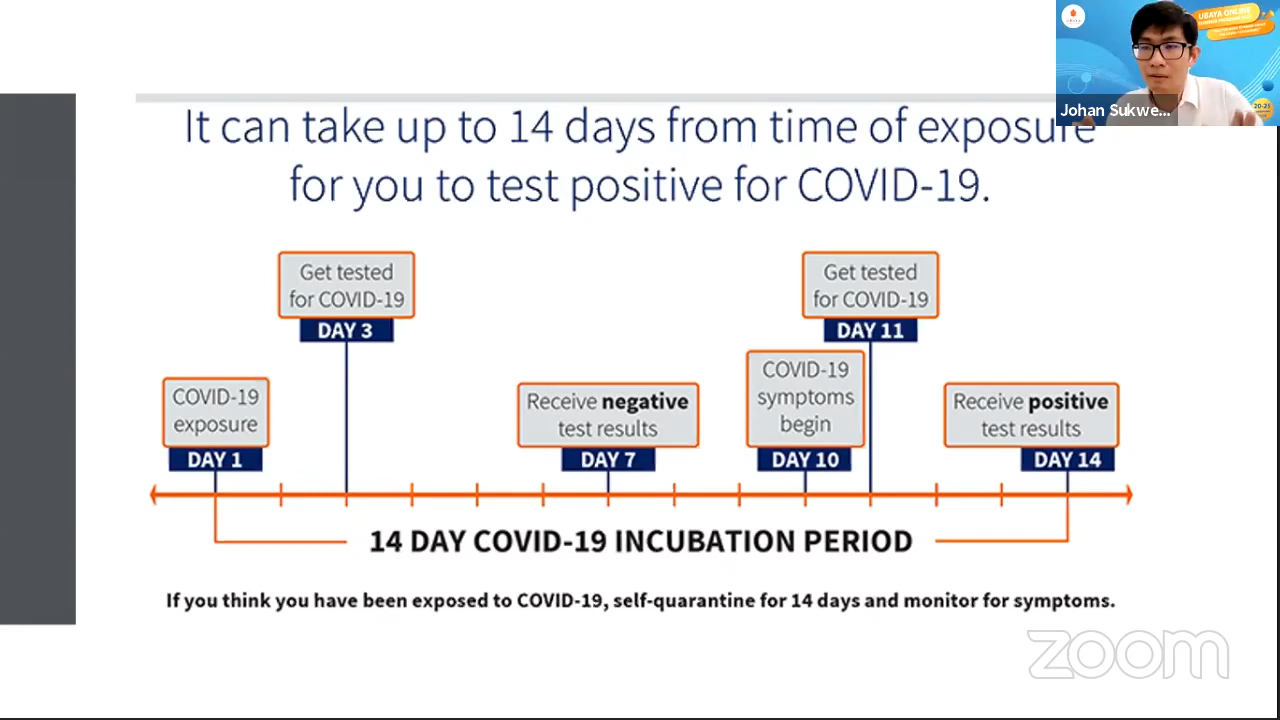 It can take up to 14 days from time of exposure
for you to test positive for COVID-19.
Get tested
for COVID-19
DAY 3
Get tested
for COVID-19
DAY 11
COVID-19
exposure
DAY 1
Receive negative
test results
DAY 7
COVID-19
symptoms
begin
DAY 10
Receive positive
test results
DAY 14
14 DAY COVID-19 INCUBATION PERIOD
If you think you have been exposed to COVID-19, self-quarantine for 14 days and monitor for symptoms.
UBAYA ONLINE
20-25
Johan Sukwe...
zoom